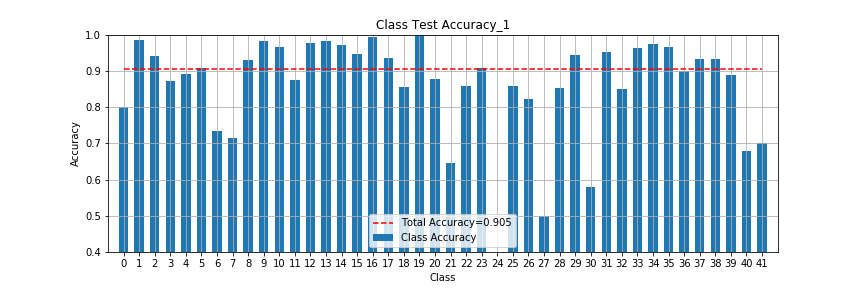 Class Test Accuracy_1
1.0
0.9
0.8
0.7
0.6
0.5
0.4
Accuracy
Total Accuracy=0.905
Class Accuracy
0 1 2 3 4 5 6 7 8 9 10 11 12 13 14 15 16 17 18 19 20 21 22 23 24 25 26 27 28 29 30 31 32 33 34 35 36 37 38 39 40 41
Class